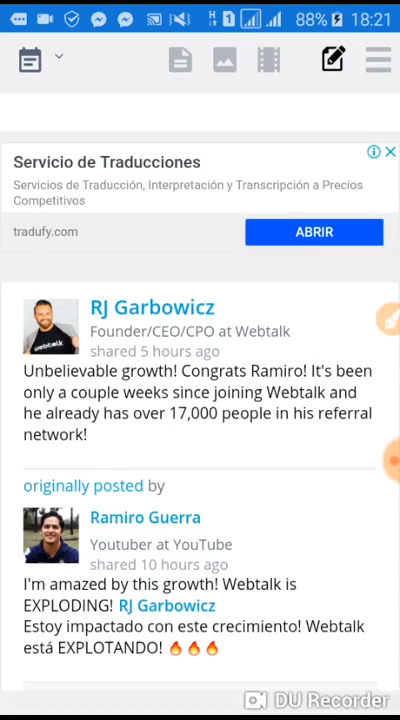 88% 18:21
Servicio de Traducciones
Servicios de Traducción, Interpretación y Transcripción a Precios
Competitivos
tradufy.com
ABRIR
RJ Garbowicz
Founder/CEO/CPO at Webtalk
shared 5 hours ago
Unbelievable growth! Congrats Ramiro! It's been
only a couple weeks since joining Webtalk and
he already has over 17,000 people in his referral
network!
originally posted by
Ramiro Guerra
Youtuber at YouTube
shared 10 hours ago
I'm amazed by this growth! Webtalk is
EXPLODING! RJ Garbowicz
Estoy impactado con este crecimiento! Webtalk
está EXPLOTANDO! 🔥🔥🔥
DU Recorder